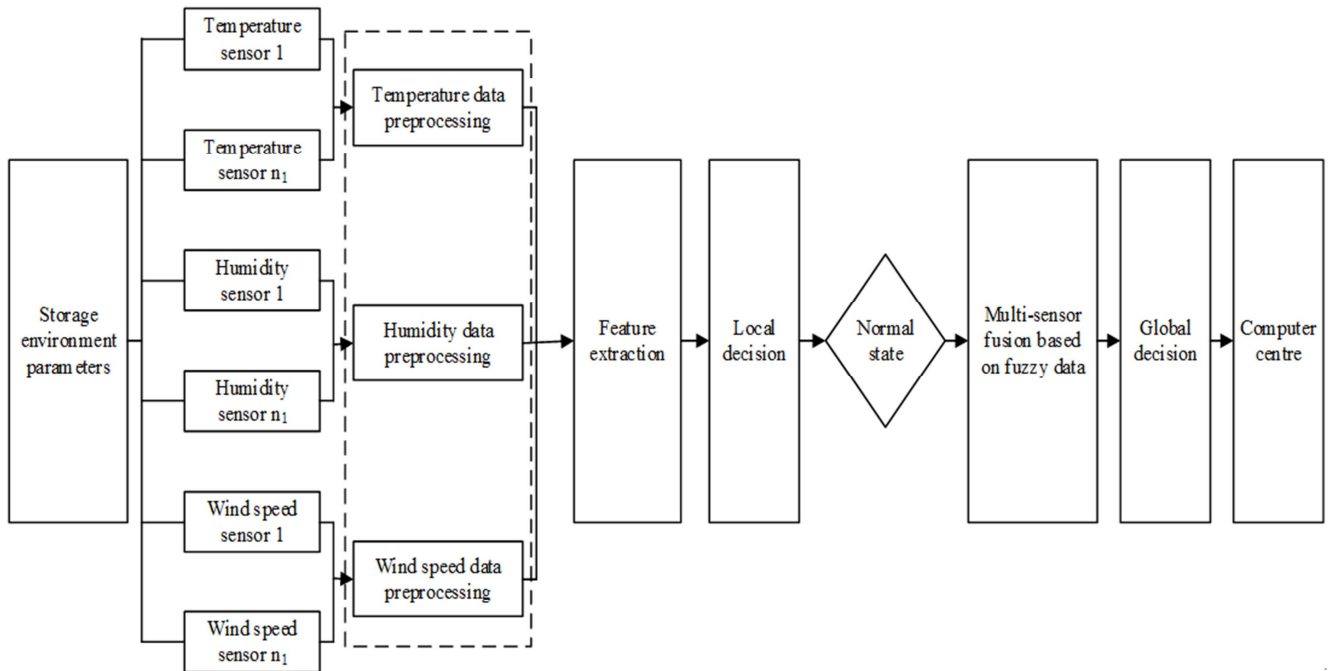 Temperature
sensor 1
Temperature
sensor n₁
Humidity
sensor 1
Humidity
sensor n₁
Wind speed
sensor 1
Wind speed
sensor n₁
Storage
environment
parameters
Temperature data
preprocessing
Humidity data
preprocessing
Wind speed data
preprocessing
Feature
extraction
Local
decision
Normal
state
Multi-sensor
fusion based
on fuzzy data
Global
decision
Computer
centre